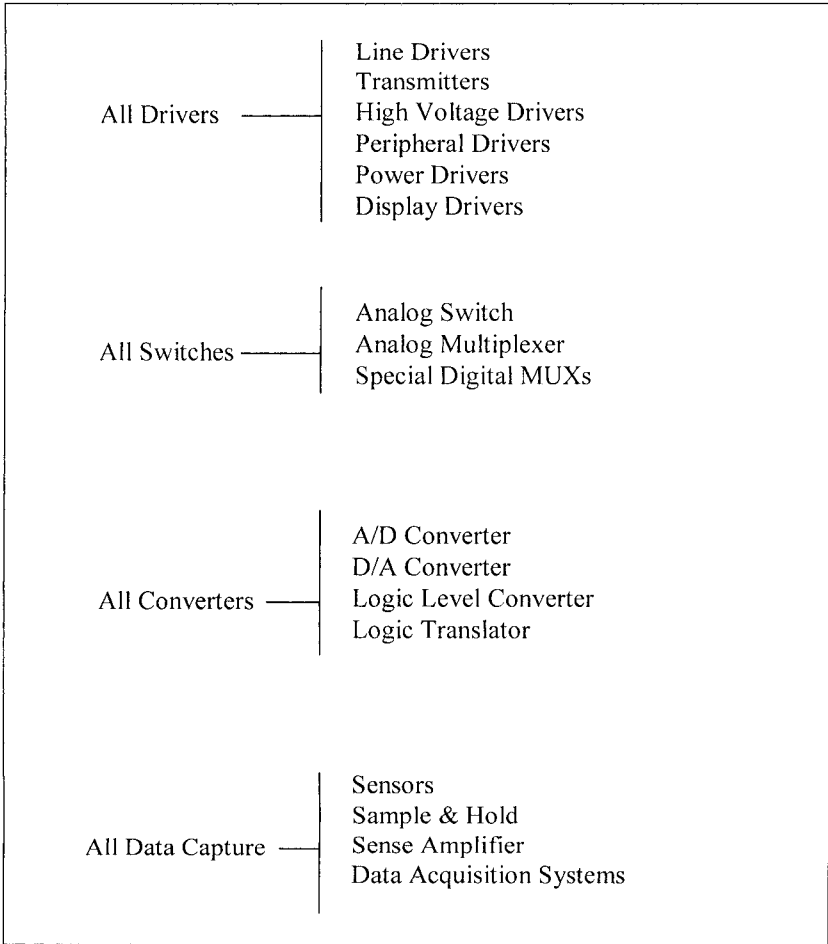 Line Drivers
Transmitters
All Drivers
High Voltage Drivers
Peripheral Drivers
Power Drivers
Display Drivers
Analog Switch
All Switches
Analog Multiplexer
Special Digital MUXs
A/D Converter
D/A Converter
All Converters
Logic Level Converter
Logic Translator
Sensors
Sample & Hold
All Data Capture
Sense Amplifier
Data Acquisition Systems